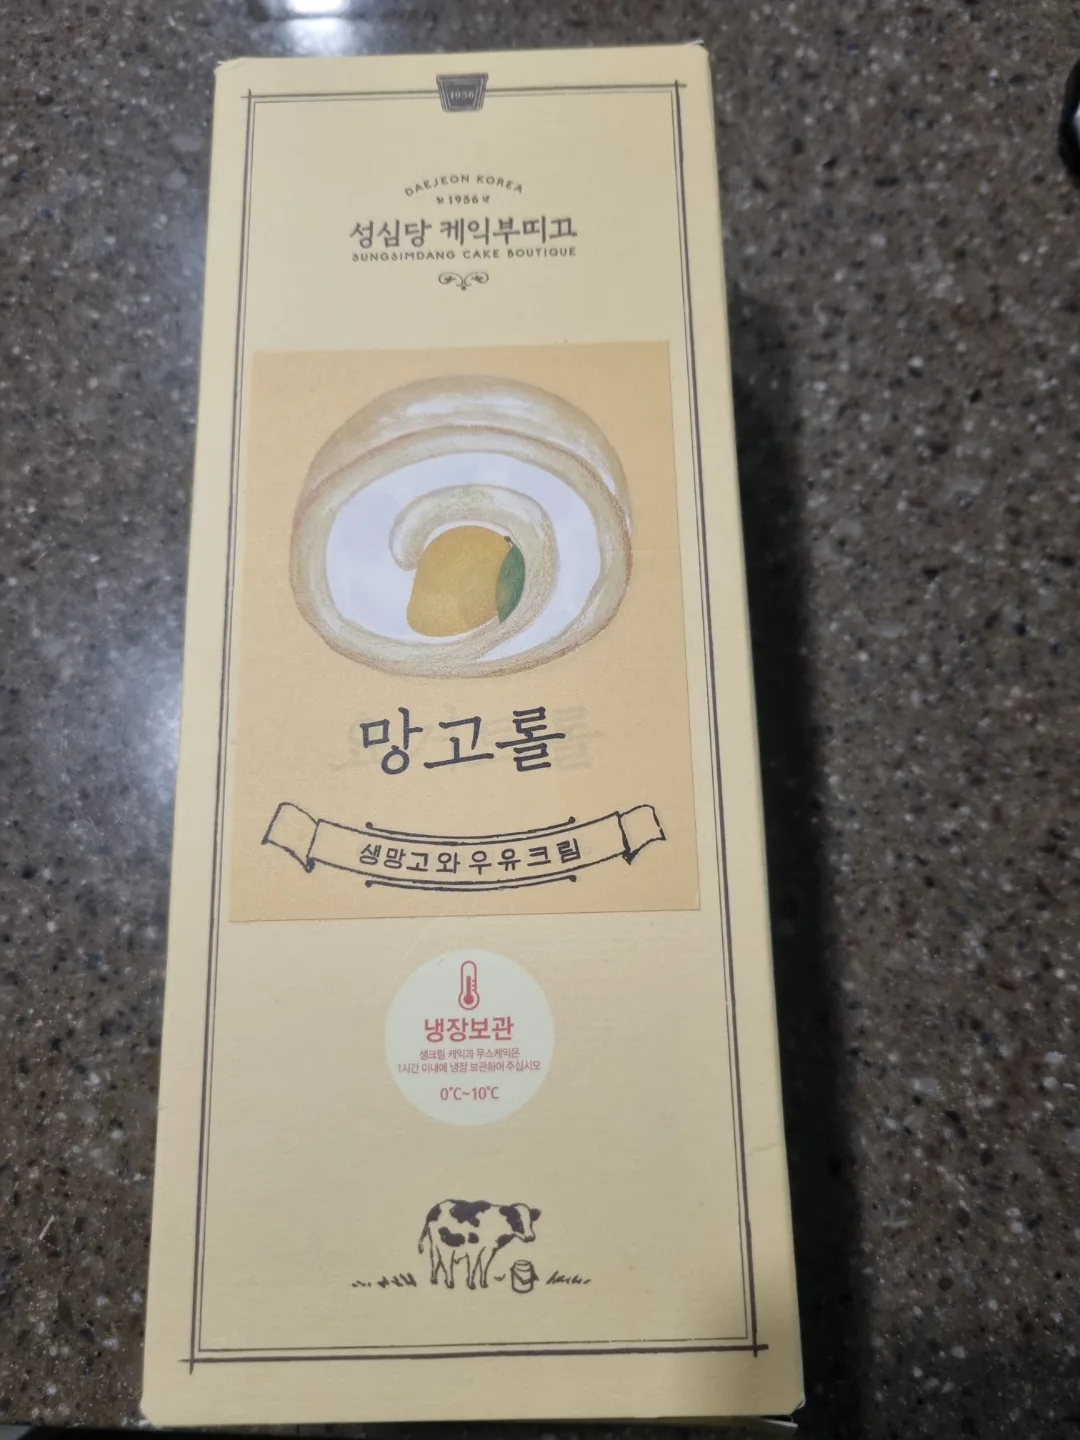 1956
DAEJEON KOREA
1956
성심당 케익부띠끄
SUNGSIMDANG CAKE BOUTIQUE
망고롤
생망고와 우유크림
냉장보관
생크림 케익과 무스케익은
1시간 이내에 냉장 보관하여 주십시오
0℃~10℃